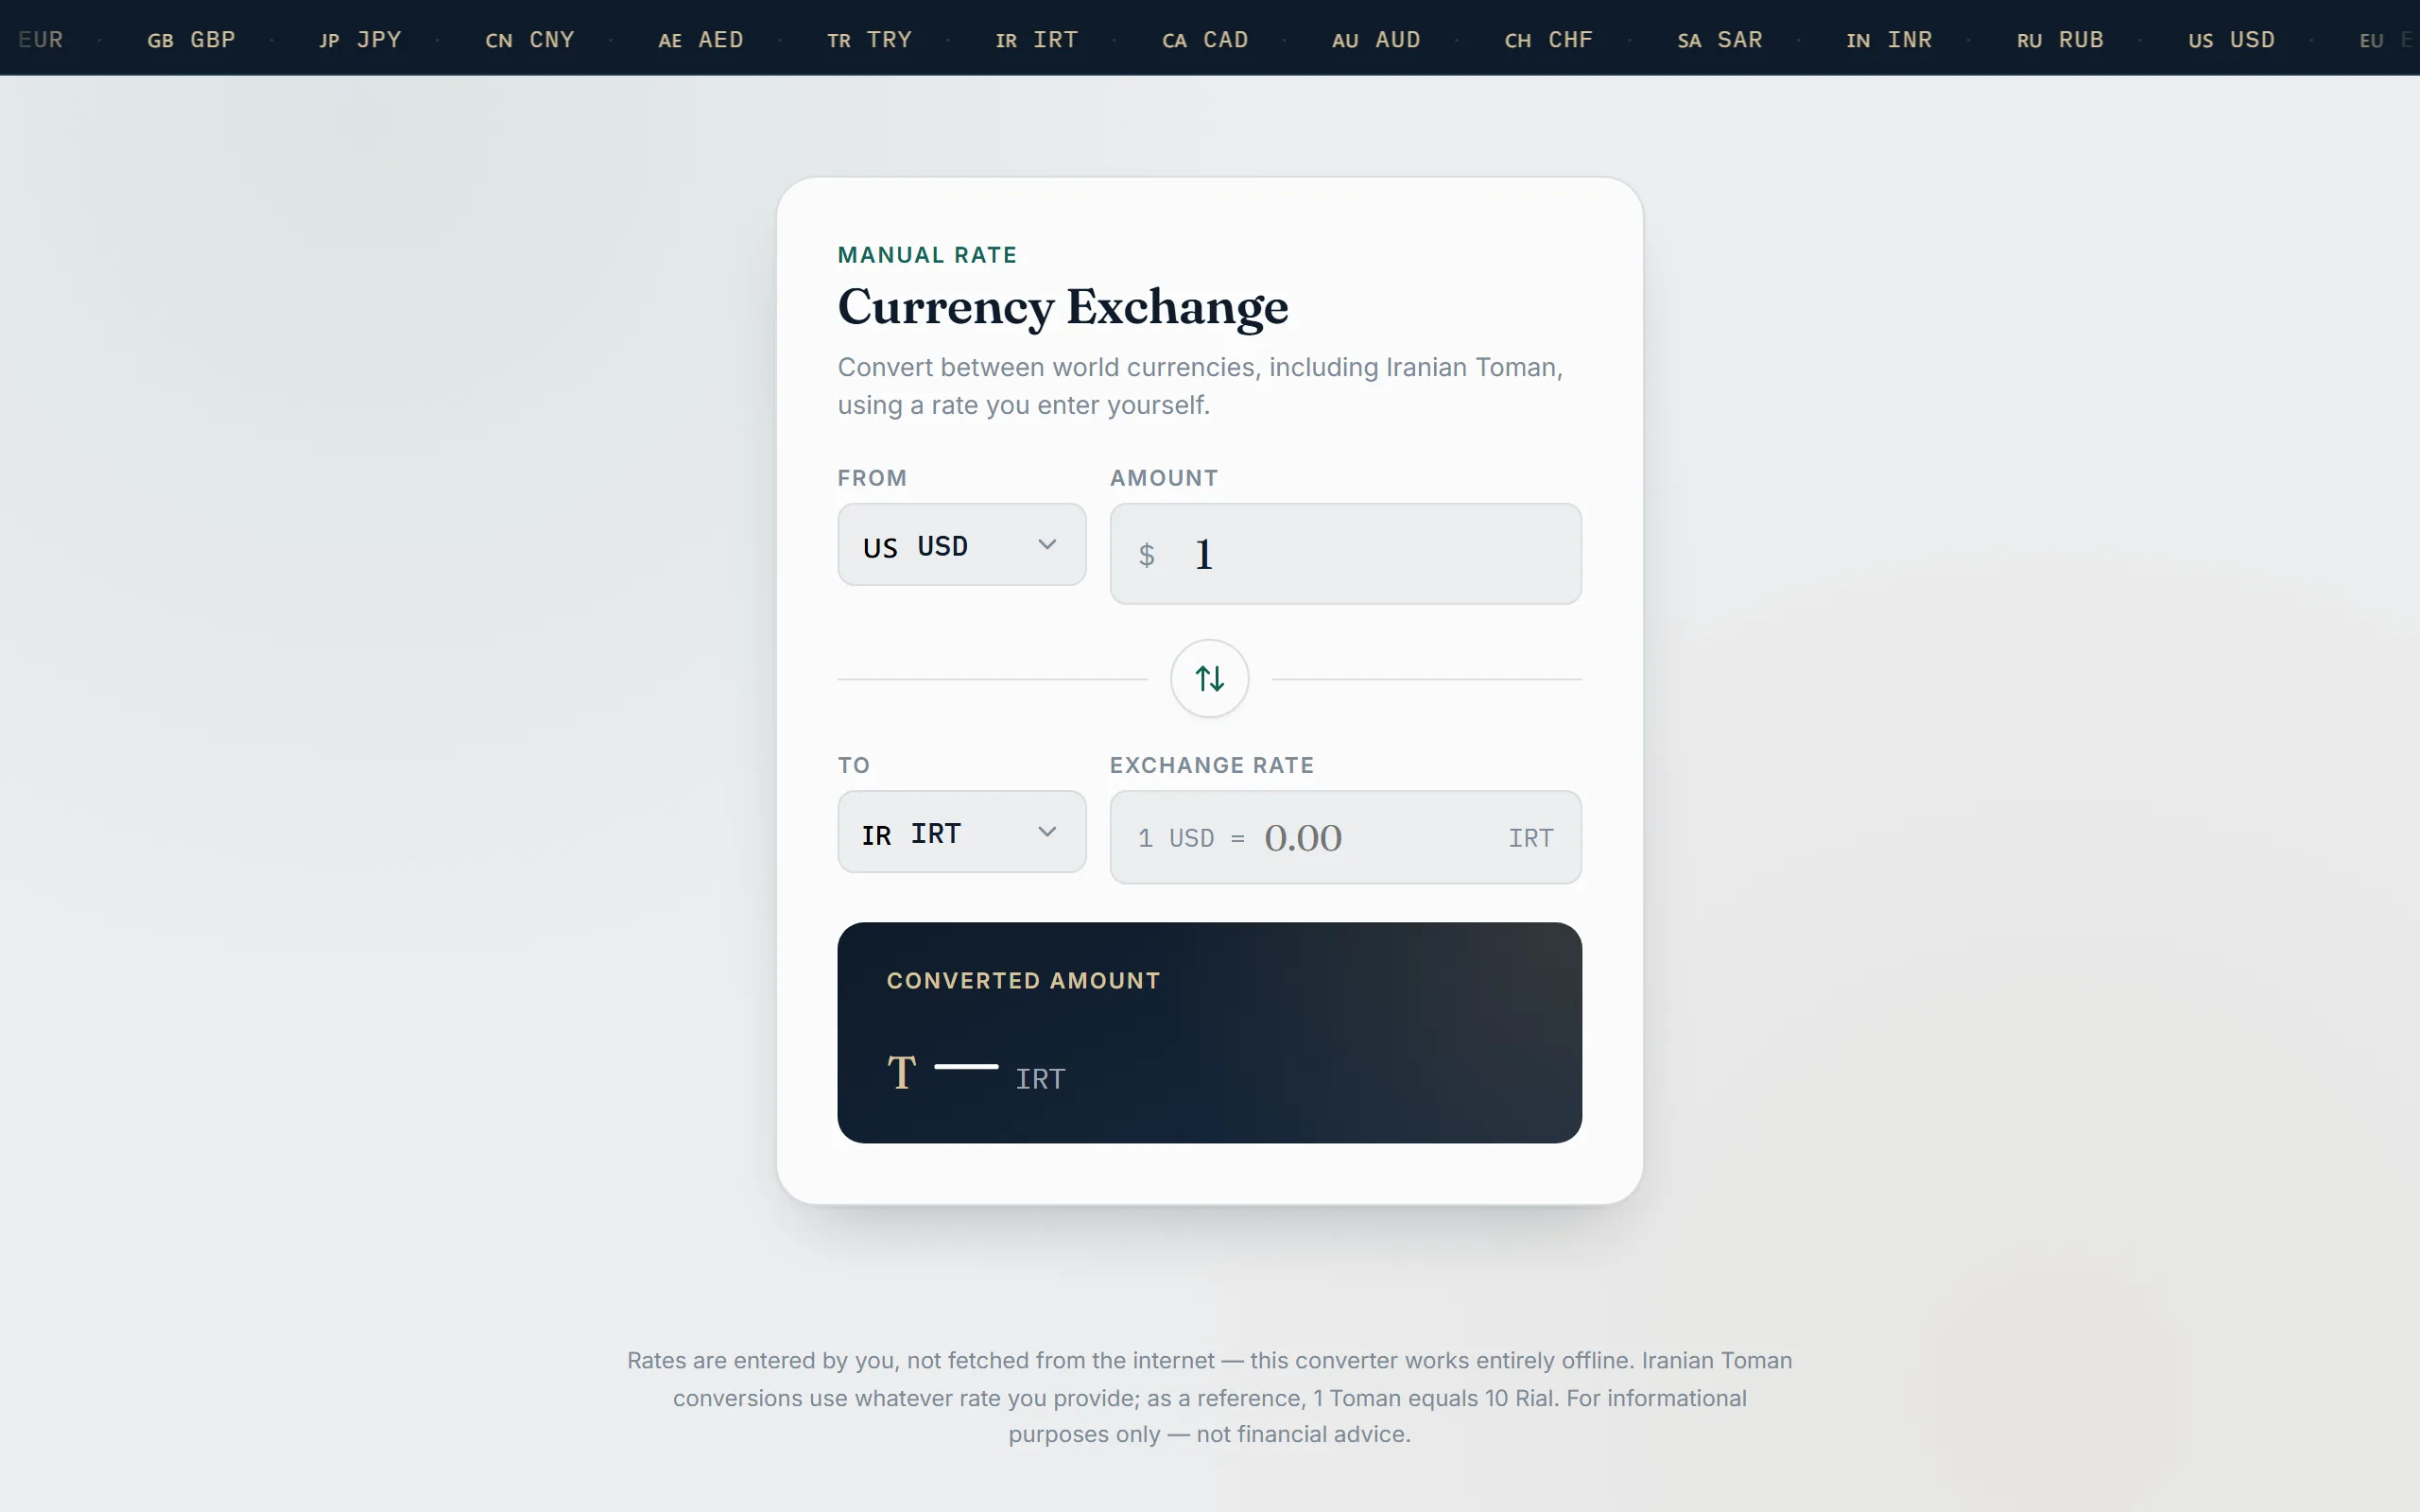 EUR · GB GBP · JP JPY · CN CNY · AE AED · TR TRY · IR IRT · CA CAD · AU AUD · CH CHF · SA SAR · IN INR · RU RUB · US USD · EU E
MANUAL RATE
Currency Exchange
Convert between world currencies, including Iranian Toman,
using a rate you enter yourself.
FROM AMOUNT
US USD $ 1
TO EXCHANGE RATE
IR IRT 1 USD = 0.00 IRT
CONVERTED AMOUNT
T — IRT
Rates are entered by you, not fetched from the internet — this converter works entirely offline. Iranian Toman
conversions use whatever rate you provide; as a reference, 1 Toman equals 10 Rial. For informational
purposes only — not financial advice.